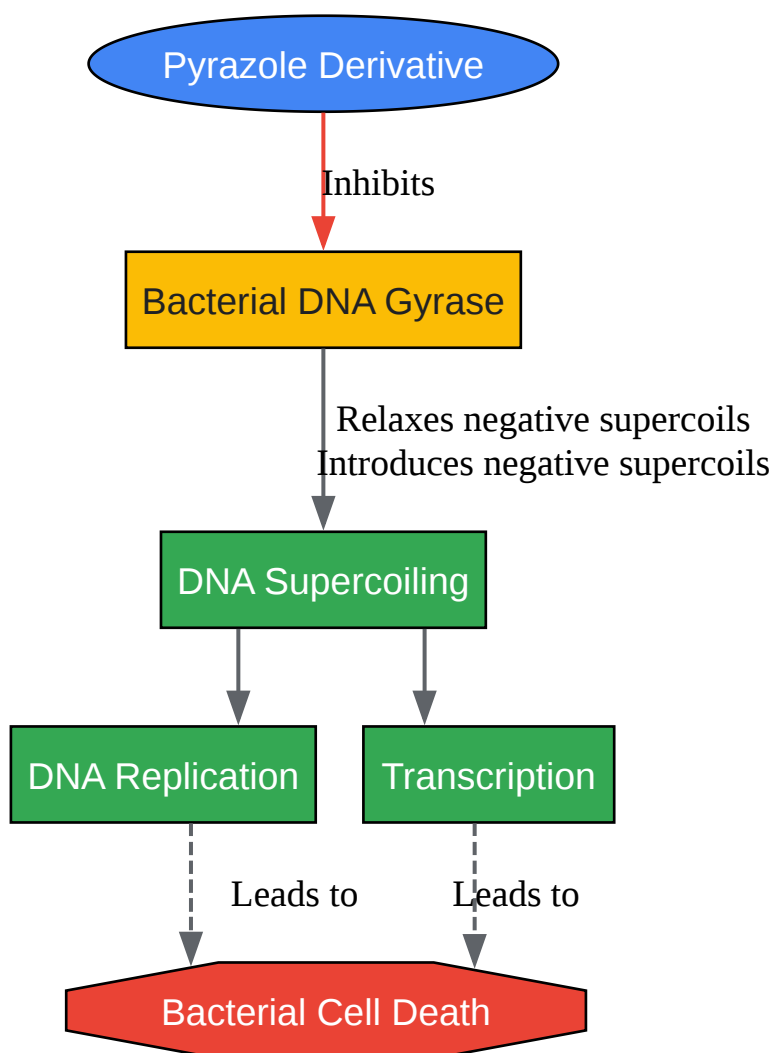 Pyrazole Derivative
Inhibits
Bacterial DNA Gyrase
Relaxes negative supercoils
Introduces negative supercoils
DNA Supercoiling
DNA Replication
Transcription
Leads to
Leads to
Bacterial Cell Death